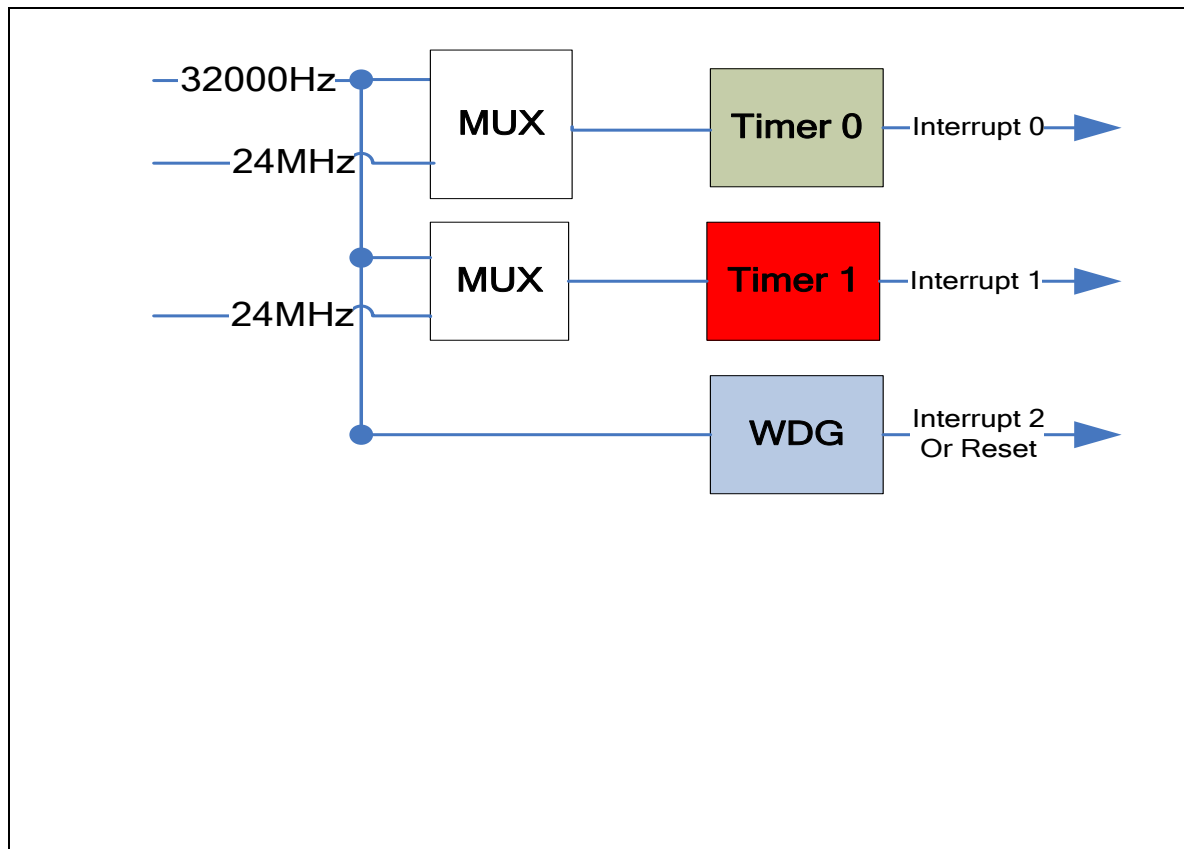 32000Hz
MUX
Timer 0
Interrupt 0
24MHz
MUX
Timer 1
Interrupt 1
24MHz
WDG
Interrupt 2
Or Reset